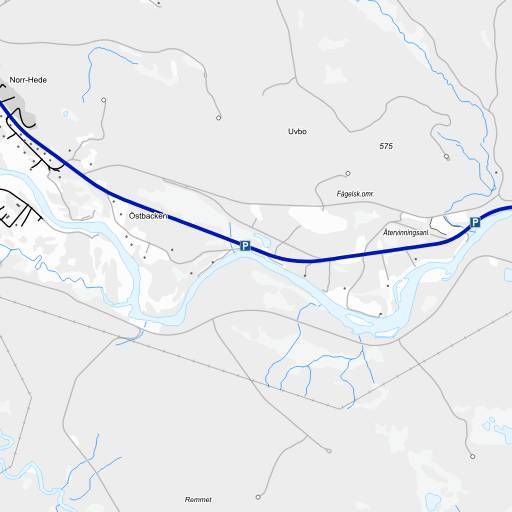 Norr-Hede
Uvbo
575
Fågelsk.omr.
Östbacken
P
Återvinningsanl.
P
Remmet